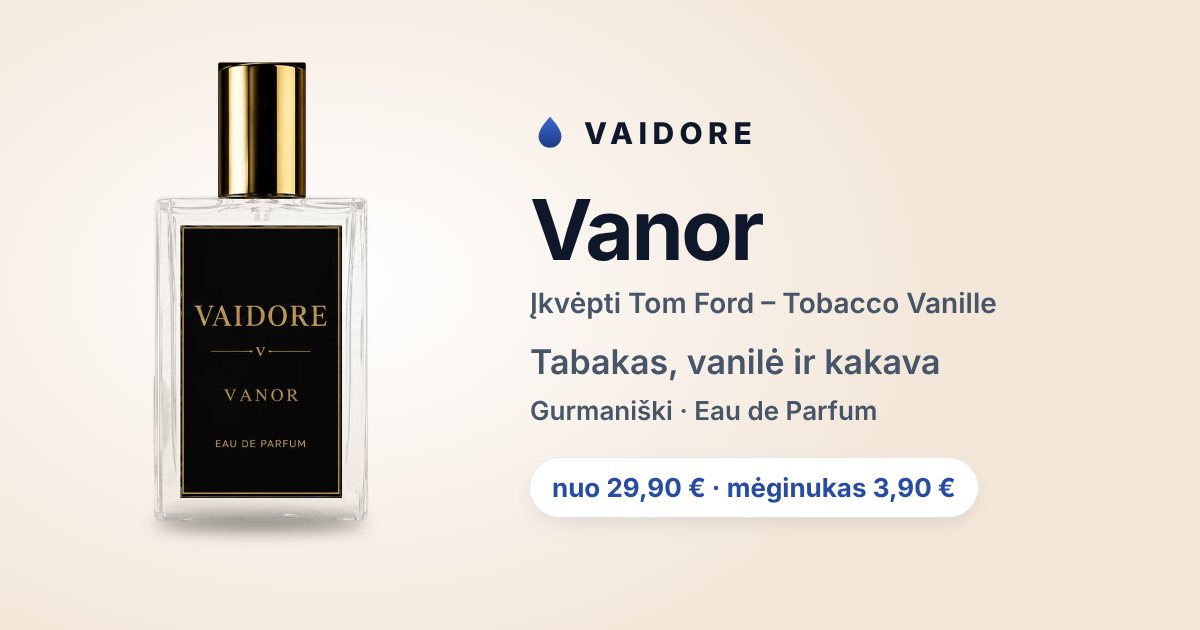 VAIDORE
V
VANOR
EAU DE PARFUM
VAIDORE
Vanor
Įkvėpti Tom Ford – Tobacco Vanille
Tabakas, vanilė ir kakava
Gurmaniški · Eau de Parfum
nuo 29,90 € · mėginukas 3,90 €